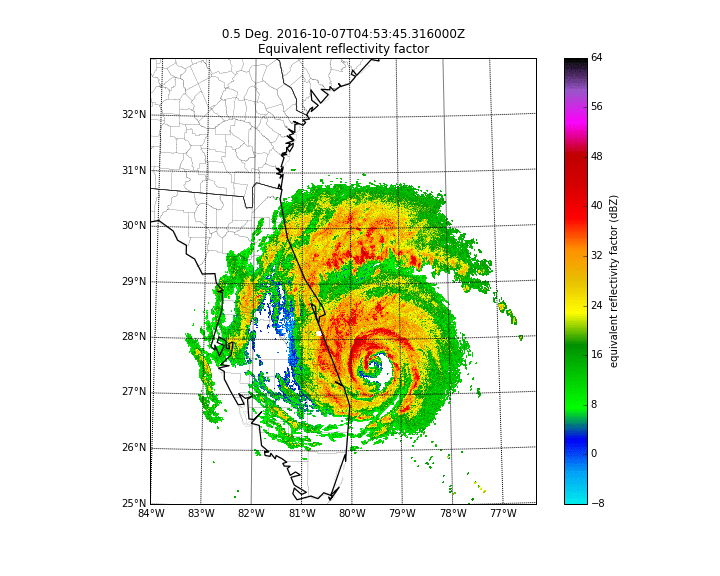 0.5 Deg. 2016-10-07T04:53:45.316000Z
Equivalent reflectivity factor
32°N
31°N
30°N
29°N
28°N
27°N
26°N
25°N
84°W 83°W 82°W 81°W 80°W 79°W 78°W 77°W
64
56
48
40
32
24
16
8
0
−8
equivalent reflectivity factor (dBZ)